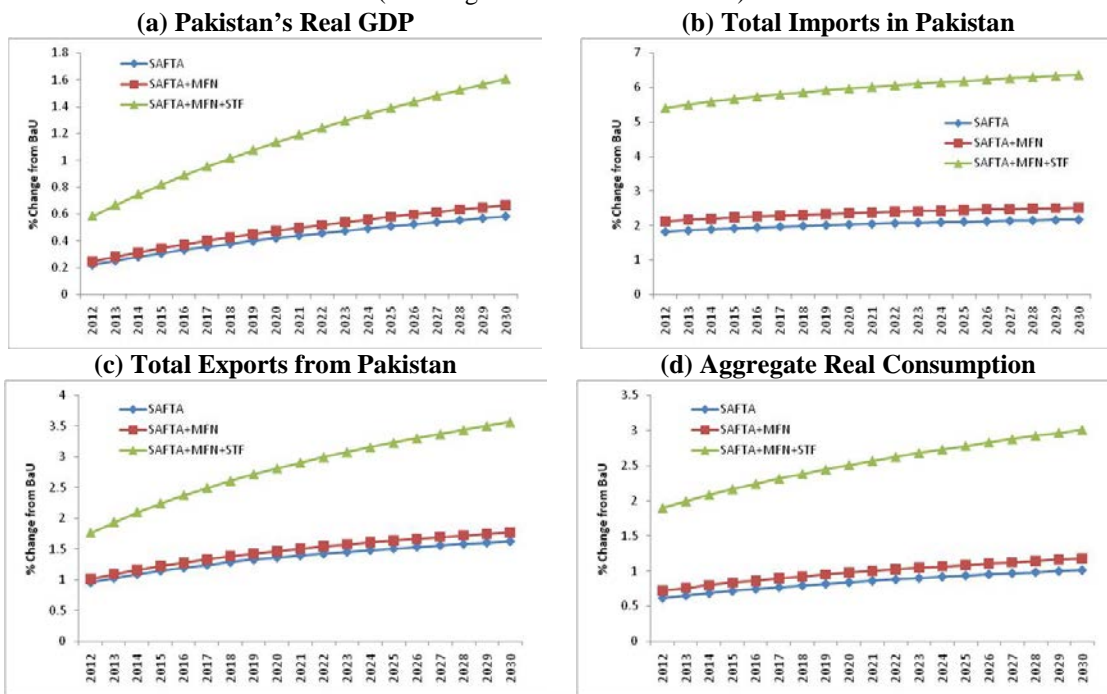 (a) Pakistan's Real GDP
% Change from BaU
1.8
1.6
1.4
1.2
1
0.8
0.6
0.4
0.2
0
SAFTA
SAFTA+MFN
SAFTA+MFN+STF
2012 2013 2014 2015 2016 2017 2018 2019 2020 2021 2022 2023 2024 2025 2026 2027 2028 2029 2030
(b) Total Imports in Pakistan
% Change from BaU
7
6
5
4
3
2
1
0
SAFTA
SAFTA+MFN
SAFTA+MFN+STF
2012 2013 2014 2015 2016 2017 2018 2019 2020 2021 2022 2023 2024 2025 2026 2027 2028 2029 2030
(c) Total Exports from Pakistan
% Change from BaU
4
3.5
3
2.5
2
1.5
1
0.5
0
SAFTA
SAFTA+MFN
SAFTA+MFN+STF
2012 2013 2014 2015 2016 2017 2018 2019 2020 2021 2022 2023 2024 2025 2026 2027 2028 2029 2030
(d) Aggregate Real Consumption
% Change from BaU
3.5
3
2.5
2
1.5
1
0.5
0
SAFTA
SAFTA+MFN
SAFTA+MFN+STF
2012 2013 2014 2015 2016 2017 2018 2019 2020 2021 2022 2023 2024 2025 2026 2027 2028 2029 2030